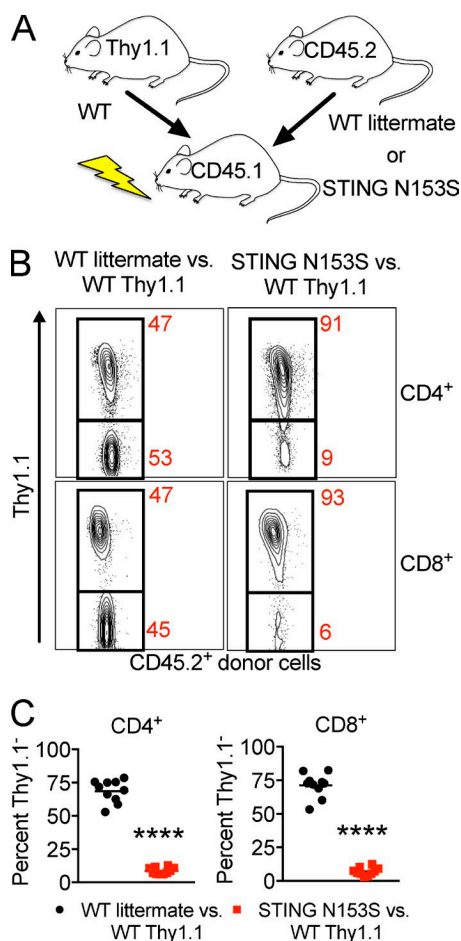 A
Thy1.1
CD45.2
WT
WT littermate
or
STING N153S
CD45.1
B
WT littermate vs.
WT Thy1.1
STING N153S vs.
WT Thy1.1
47
91
CD4+
53
9
Thy1.1
47
93
CD8+
45
6
CD45.2+ donor cells
C
CD4+
CD8+
Percent Thy1.1-
100
75
50
25
0
****
Percent Thy1.1-
100
75
50
25
0
****
WT littermate vs.
WT Thy1.1
STING N153S vs.
WT Thy1.1